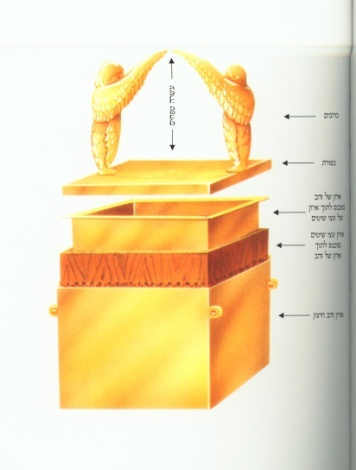 עשרה טפחים
כרובים
כפורת
ארון של זהב
מוכנס לתוך ארון
של עצי שיטים
ארון עצי שיטים
מוכנס לתוך
ארון של זהב
ארון זהב חיצון